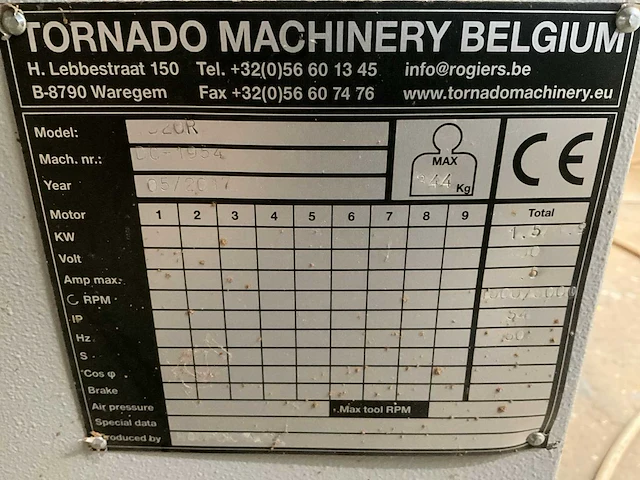 TORNADO MACHINERY BELGIUM
H. Lebbestraat 150 Tel. +32(0)56 60 13 45 info@rogiers.be
B-8790 Waregem Fax +32(0)56 60 74 76 www.tornadomachinery.eu
Model:
Mach. nr.:
Year 05/2017
MAX
Kg
CE
Motor 1 2 3 4 5 6 7 8 9 Total
KW
Volt
Amp max.
RPM
IP
Hz
S
Cos φ
Brake
Air pressure Max tool RPM
Special data
Produced by